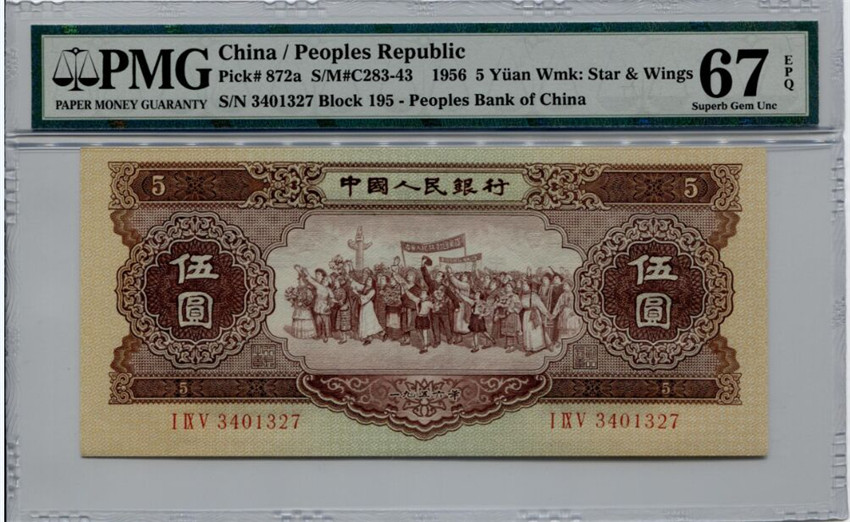 PMG
PAPER MONEY GUARANTY
China / Peoples Republic
Pick# 872a S/M#C283-43 1956 5 Yüan Wmk: Star & Wings
S/N 3401327 Block 195 - Peoples Bank of China
67
EPQ
Superb Gem Unc
5 中國人民銀行 5
伍圓 伍圓
5 一九五六年 5
I IX V 3401327 I IX V 3401327